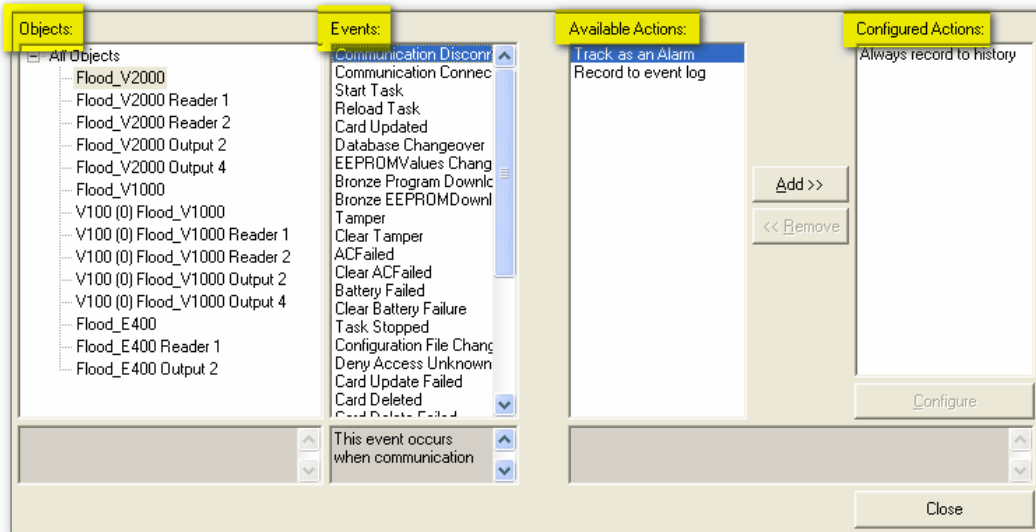 Objects:
All Objects
Flood_V2000
Flood_V2000 Reader 1
Flood_V2000 Reader 2
Flood_V2000 Output 2
Flood_V2000 Output 4
Flood_V1000
V100 (0) Flood_V1000
V100 (0) Flood_V1000 Reader 1
V100 (0) Flood_V1000 Reader 2
V100 (0) Flood_V1000 Output 2
V100 (0) Flood_V1000 Output 4
Flood_E400
Flood_E400 Reader 1
Flood_E400 Output 2
Events:
Communication Disconn
Communication Connec
Start Task
Reload Task
Card Updated
Database Changeover
EEPROMValues Chang
Bronze Program Downlc
Bronze EEPROMDownl
Tamper
Clear Tamper
ACFailed
Clear ACFailed
Battery Failed
Clear Battery Failure
Task Stopped
Configuration File Chang
Deny Access Unknown
Card Update Failed
Card Deleted
Card Delete Failed
This event occurs
when communication
Available Actions:
Track as an Alarm
Record to event log
Add >>
<< Remove
Configured Actions:
Always record to history
Configure
Close